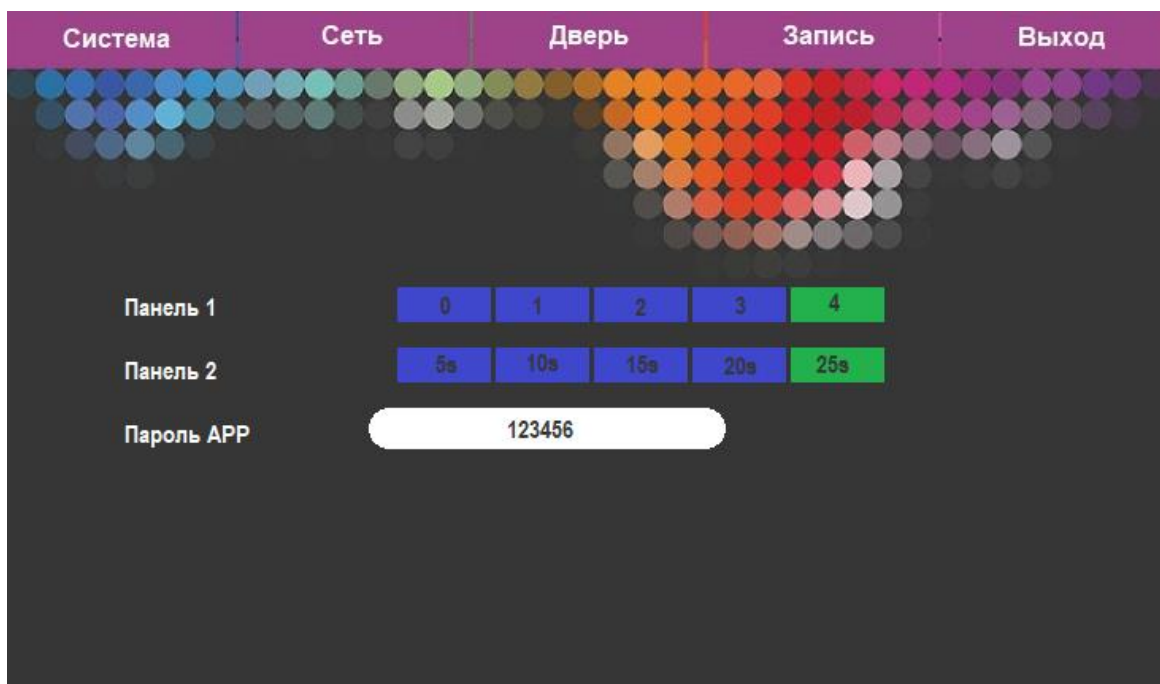 Система Сеть Дверь Запись Выход
Панель 1 0 1 2 3 4
Панель 2 5s 10s 15s 20s 25s
Пароль APP 123456